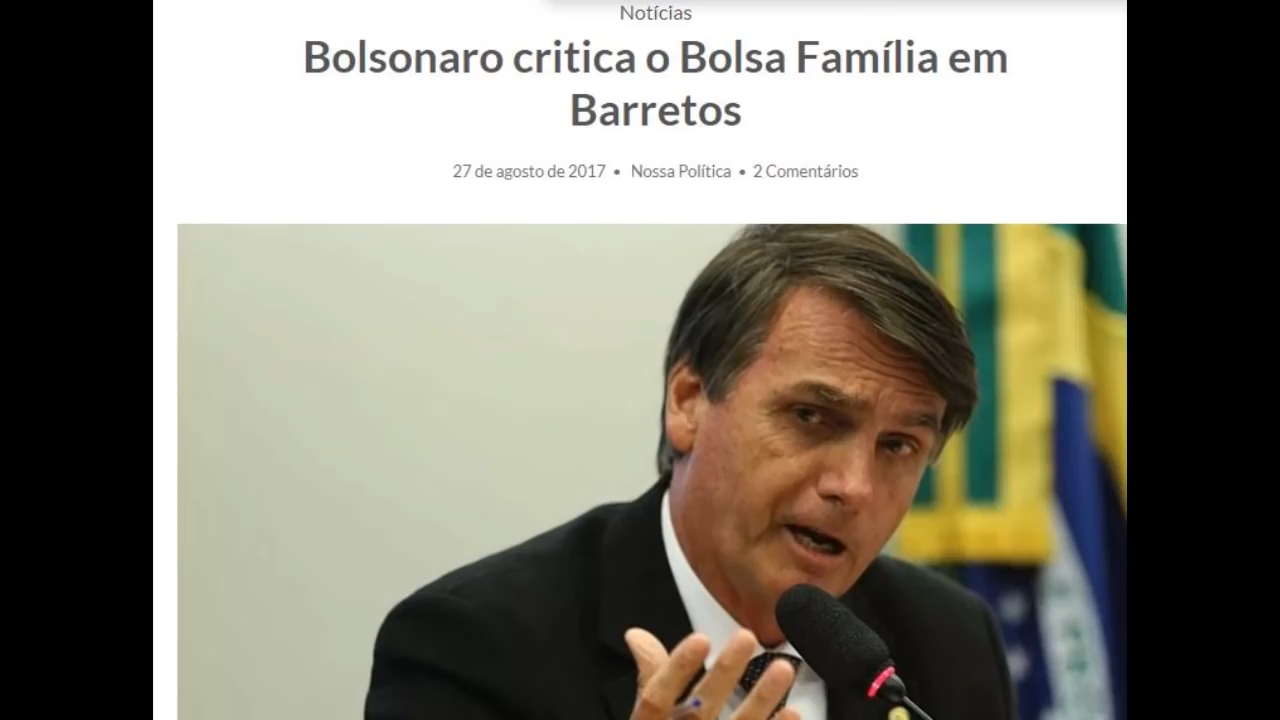 Notícias
Bolsonaro critica o Bolsa Família em
Barretos
27 de agosto de 2017 • Nossa Política • 2 Comentários